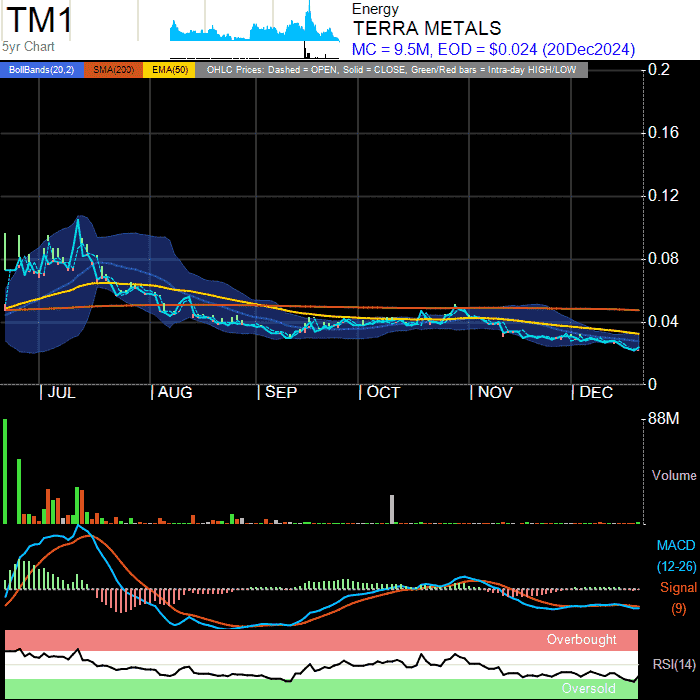 TM1
5yr Chart
Energy
TERRA METALS
MC = 9.5M, EOD = $0.024 (20Dec2024)
BollBands(20,2) SMA(200) EMA(50) OHLC Prices: Dashed = OPEN, Solid = CLOSE, Green/Red bars = Intra-day HIGH/LOW
0.2
0.16
0.12
0.08
0.04
0
JUL AUG SEP OCT NOV DEC
88M
Volume
MACD
(12-26)
Signal
(9)
Overbought
RSI(14)
Oversold